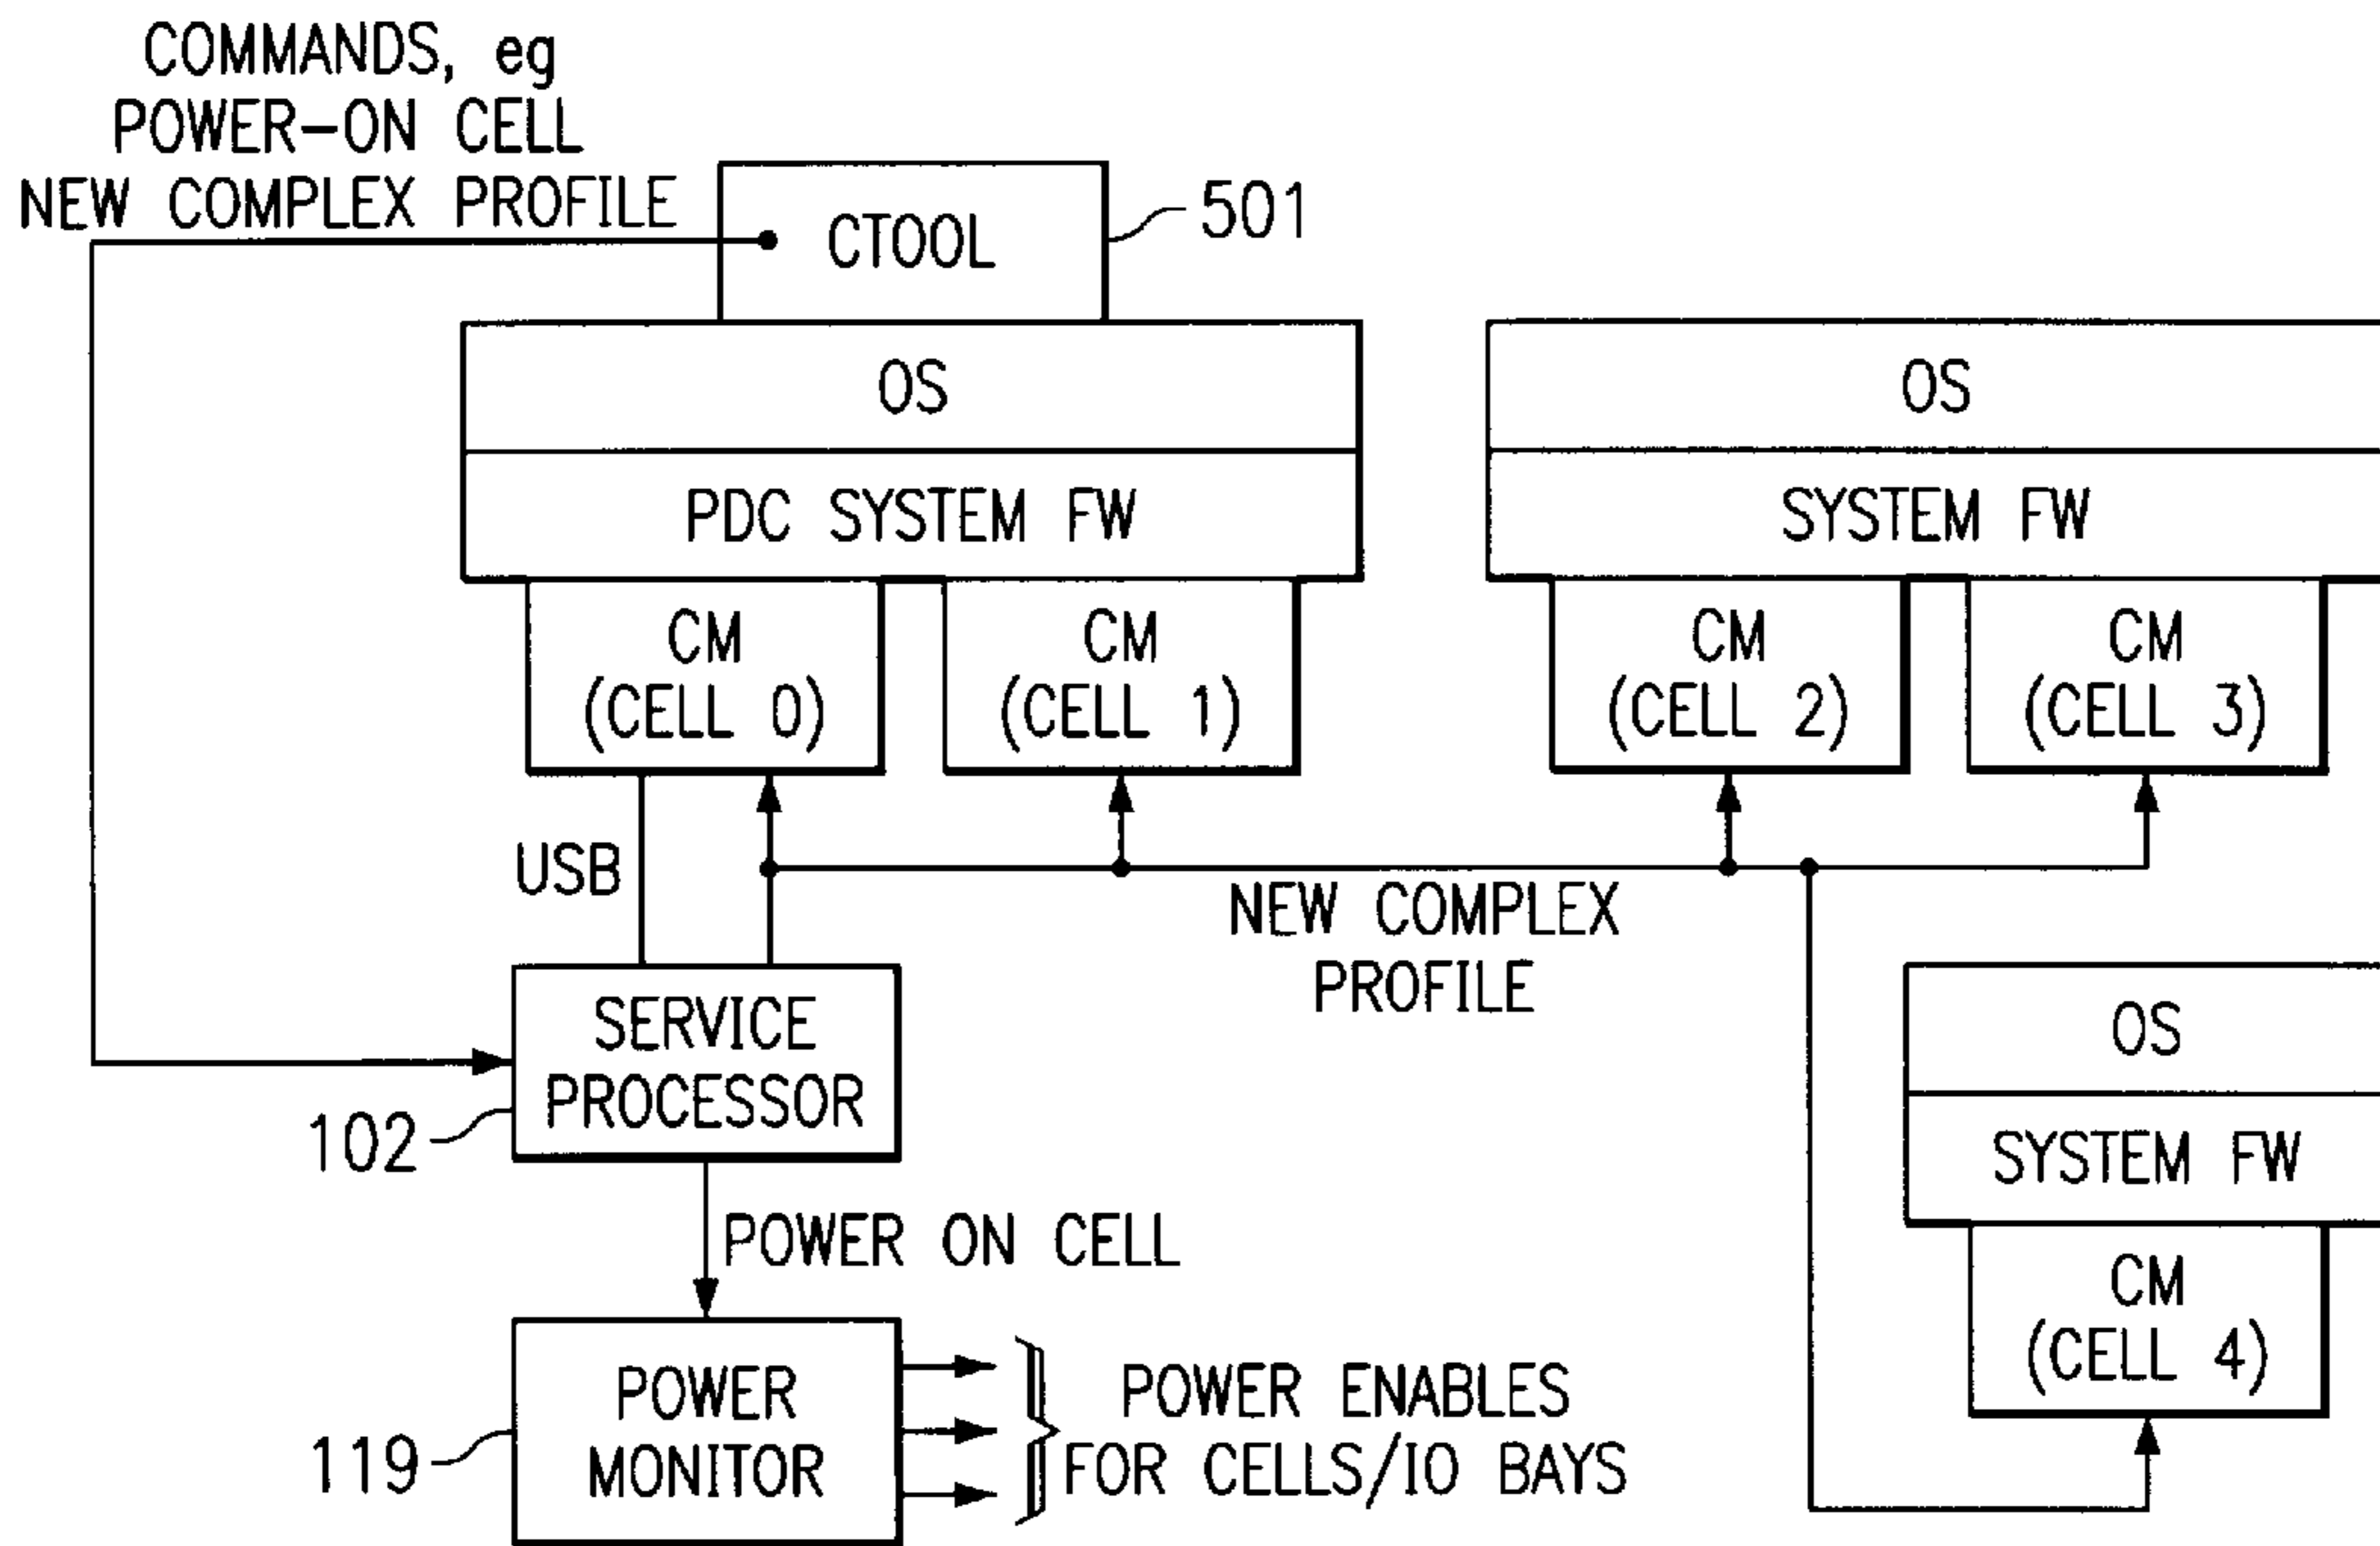 COMMANDS, eg
POWER-ON CELL
NEW COMPLEX PROFILE
CTOOL
501
OS
PDC SYSTEM FW
CM
(CELL 0)
CM
(CELL 1)
OS
SYSTEM FW
CM
(CELL 2)
CM
(CELL 3)
USB
NEW COMPLEX
PROFILE
SERVICE
PROCESSOR
102
OS
SYSTEM FW
CM
(CELL 4)
POWER ON CELL
POWER
MONITOR
119
POWER ENABLES
FOR CELLS/IO BAYS